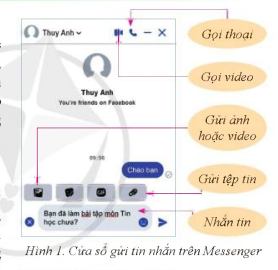 Thuy Anh
Gọi thoại
Gọi video
Thuy Anh
You're friends on Facebook
Gửi ảnh
hoặc video
09:56
Chào bạn
Gửi tệp tin
GIF
Bạn đã làm bài tập môn Tin
học chưa?
Nhắn tin
Hình 1. Cửa sổ gửi tin nhắn trên Messenger